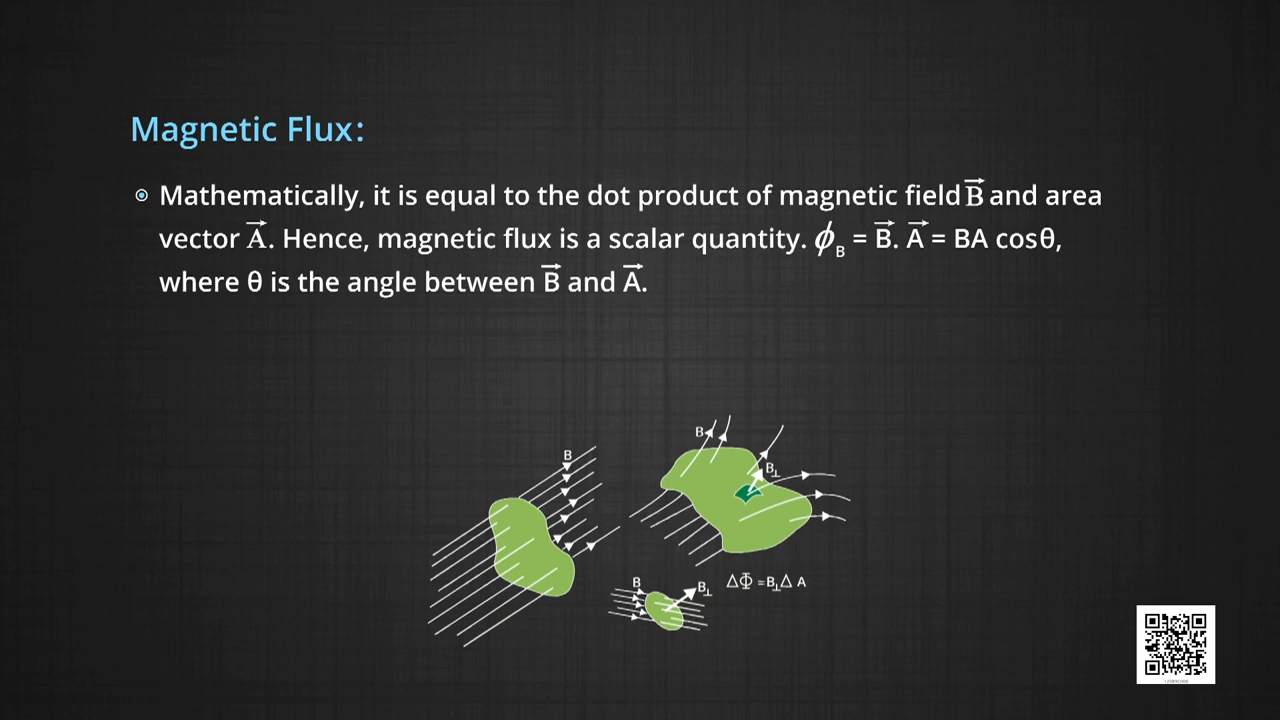 Magnetic Flux:
Mathematically, it is equal to the dot product of magnetic field B⃗ and area
vector A⃗. Hence, magnetic flux is a scalar quantity. ϕ_B = B⃗. A⃗ = BA cosθ,
where θ is the angle between B⃗ and A⃗.
B
B
B⊥
B
B⊥
ΔΦ =B⊥Δ A